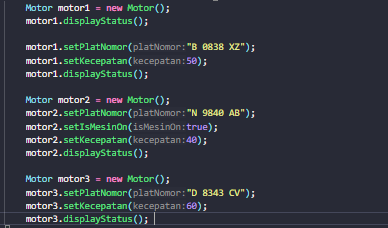 Motor motor1 = new Motor();
motor1.displayStatus();
motor1.setPlatNomor(platNomor:"B 0838 XZ");
motor1.setKecepatan(kecepatan:50);
motor1.displayStatus();
Motor motor2 = new Motor();
motor2.setPlatNomor(platNomor:"N 9840 AB");
motor2.setIsMesinOn(isMesinOn:true);
motor2.setKecepatan(kecepatan:40);
motor2.displayStatus();
Motor motor3 = new Motor();
motor3.setPlatNomor(platNomor:"D 8343 CV");
motor3.setKecepatan(kecepatan:60);
motor3.displayStatus();